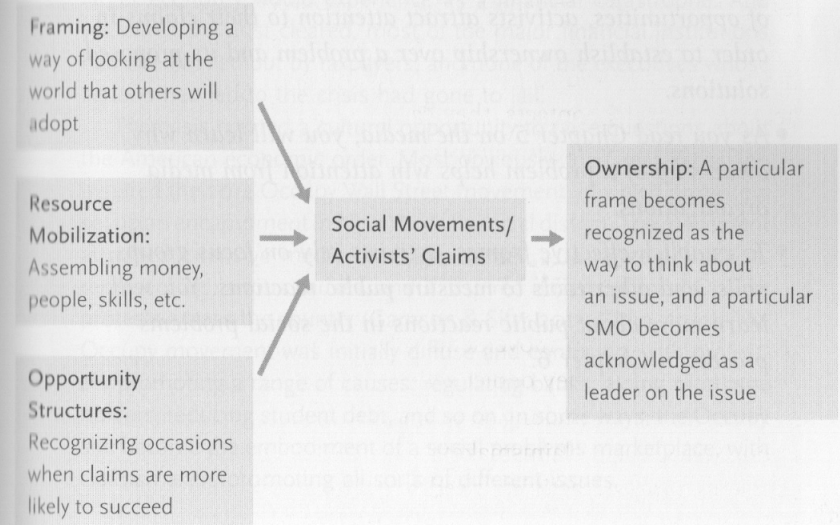 Framing: Developing a
way of looking at the
world that others will
adopt
Resource
Mobilization:
Assembling money,
people, skills, etc.
Opportunity
Structures:
Recognizing occasions
when claims are more
likely to succeed
Social Movements/
Activists' Claims
Ownership: A particular
frame becomes
recognized as the
way to think about
an issue, and a particular
SMO becomes
acknowledged as a
leader on the issue